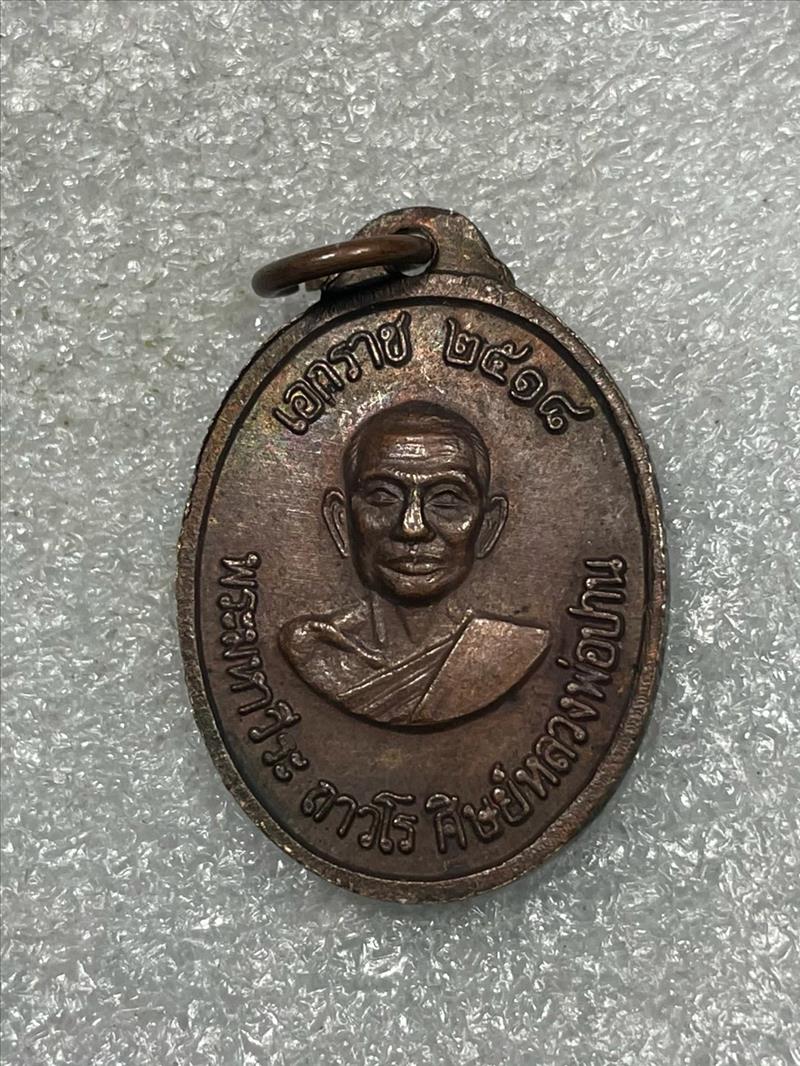 เอกราช ๒๕๑๘
พระมหาวีระ ถาวโร ศิษย์หลวงพ่อปาน